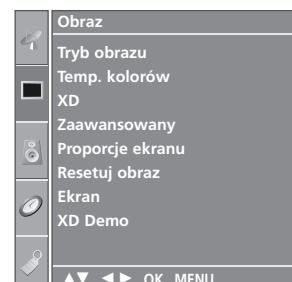 Obraz
Tryb obrazu
Temp. kolorów
XD
Zaawansowany
Proporcje ekranu
Resetuj obraz
Ekran
XD Demo
▲▼ ◄► OK MENU